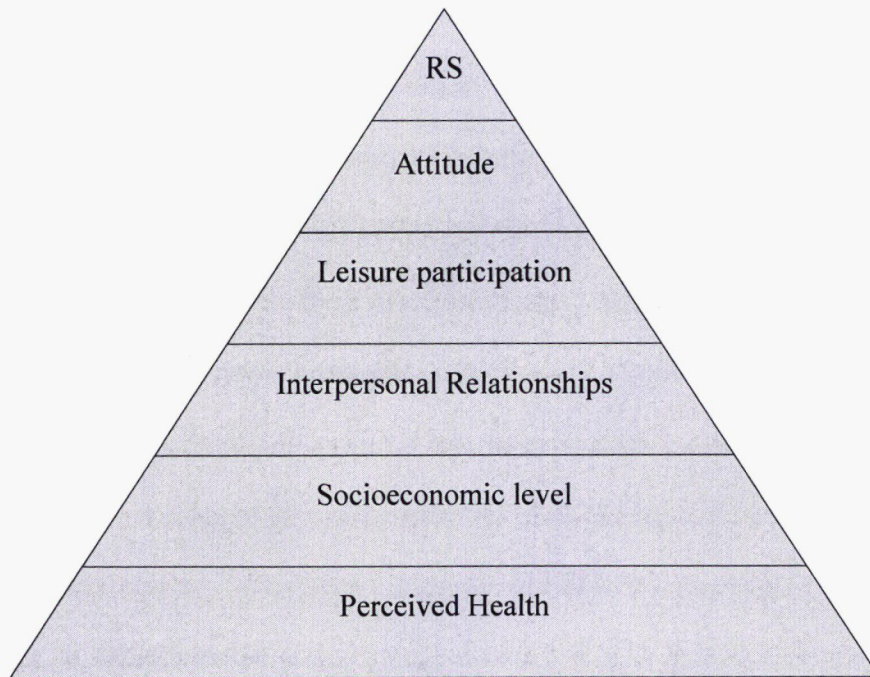 RS
Attitude
Leisure participation
Interpersonal Relationships
Socioeconomic level
Perceived Health